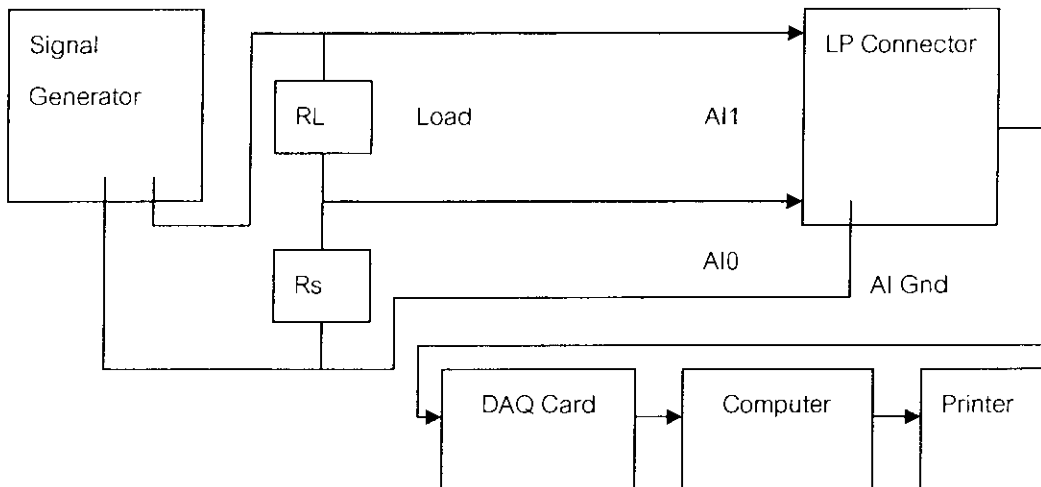 Signal
Generator
LP Connector
RL
Load
AI1
Rs
AI0
AI Gnd
DAQ Card
Computer
Printer